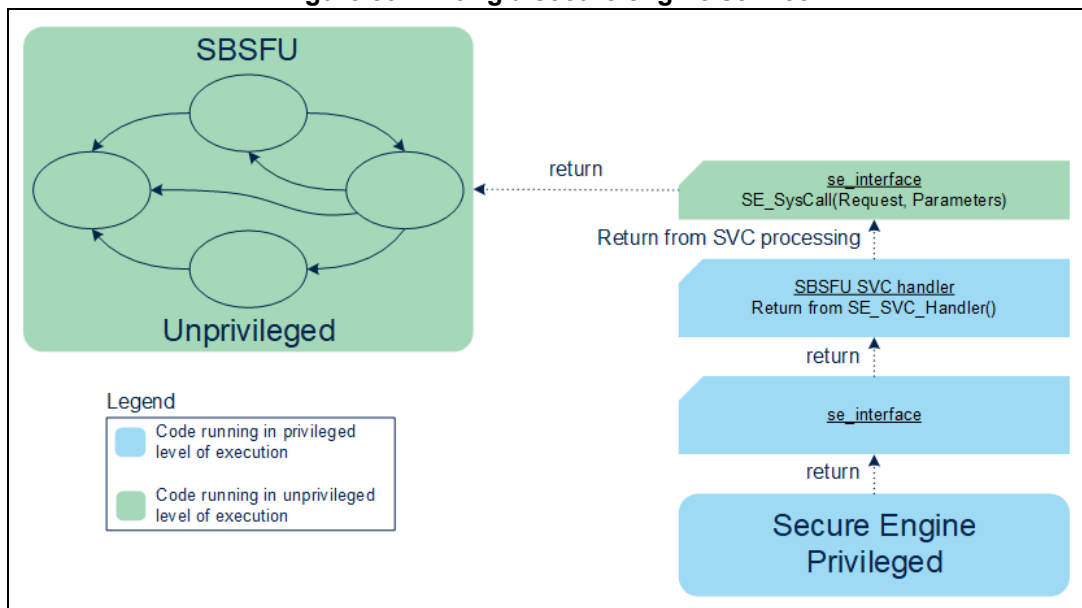 SBSFU
Unprivileged
return
se_interface
SE_SysCall(Request, Parameters)
Return from SVC processing
SBSFU SVC handler
Return from SE_SVC_Handler()
return
se_interface
return
Secure Engine
Privileged
Legend
Code running in privileged
level of execution
Code running in unprivileged
level of execution